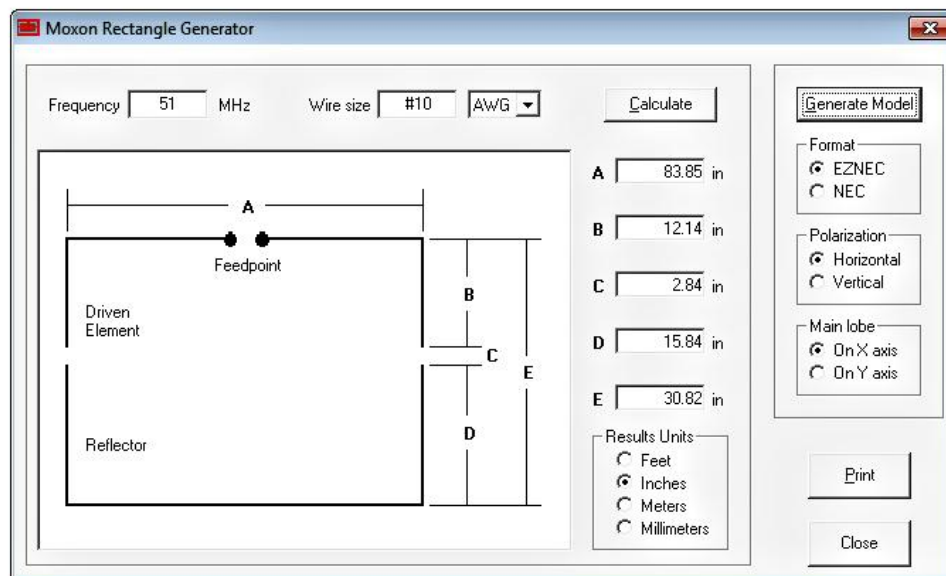 Moxon Rectangle Generator
Frequency 51 MHz Wire size #10 AWG Calculate
A
Feedpoint
Driven
Element
B
C
E
D
Reflector
A 83.85 in
B 12.14 in
C 2.84 in
D 15.84 in
E 30.82 in
Results Units
Feet
Inches
Meters
Millimeters
Generate Model
Format
EZNEC
NEC
Polarization
Horizontal
Vertical
Main lobe
On X axis
On Y axis
Print
Close